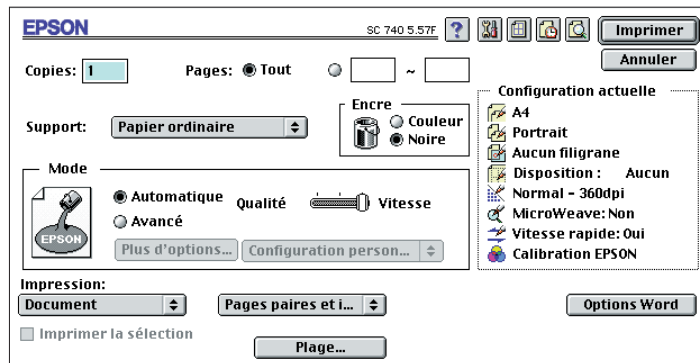 EPSON SC 740 5.57F ? Imprimer
Annuler
Copies: 1 Pages: Tout ~
Configuration actuelle
A4
Portrait
Aucun filigrane
Disposition : Aucun
Normal - 360dpi
MicroWeave: Non
Vitesse rapide: Oui
Calibration EPSON
Support: Papier ordinaire
Encre
Couleur
Noire
Mode
EPSON
Automatique Qualité Vitesse
Avancé
Plus d'options... Configuration person...
Impression:
Document Pages paires et i... Options Word
Imprimer la sélection
Plage...